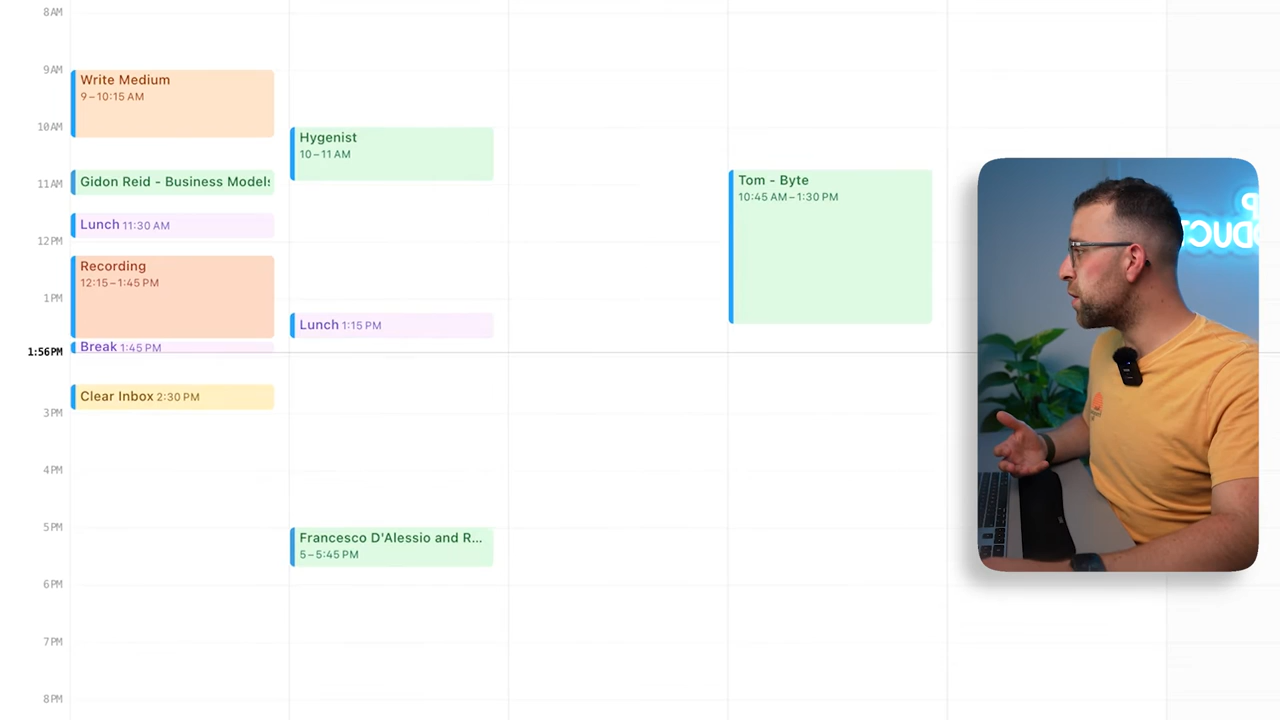 8AM
9AM
10AM
11AM
12PM
1PM
1:56PM
3PM
4PM
5PM
6PM
7PM
8PM
Write Medium
9–10:15 AM
Gidon Reid - Business Models
Lunch 11:30 AM
Recording
12:15–1:45 PM
Break 1:45 PM
Clear Inbox 2:30 PM
Hygenist
10–11 AM
Lunch 1:15 PM
Francesco D'Alessio and R...
5–5:45 PM
Tom - Byte
10:45 AM–1:30 PM